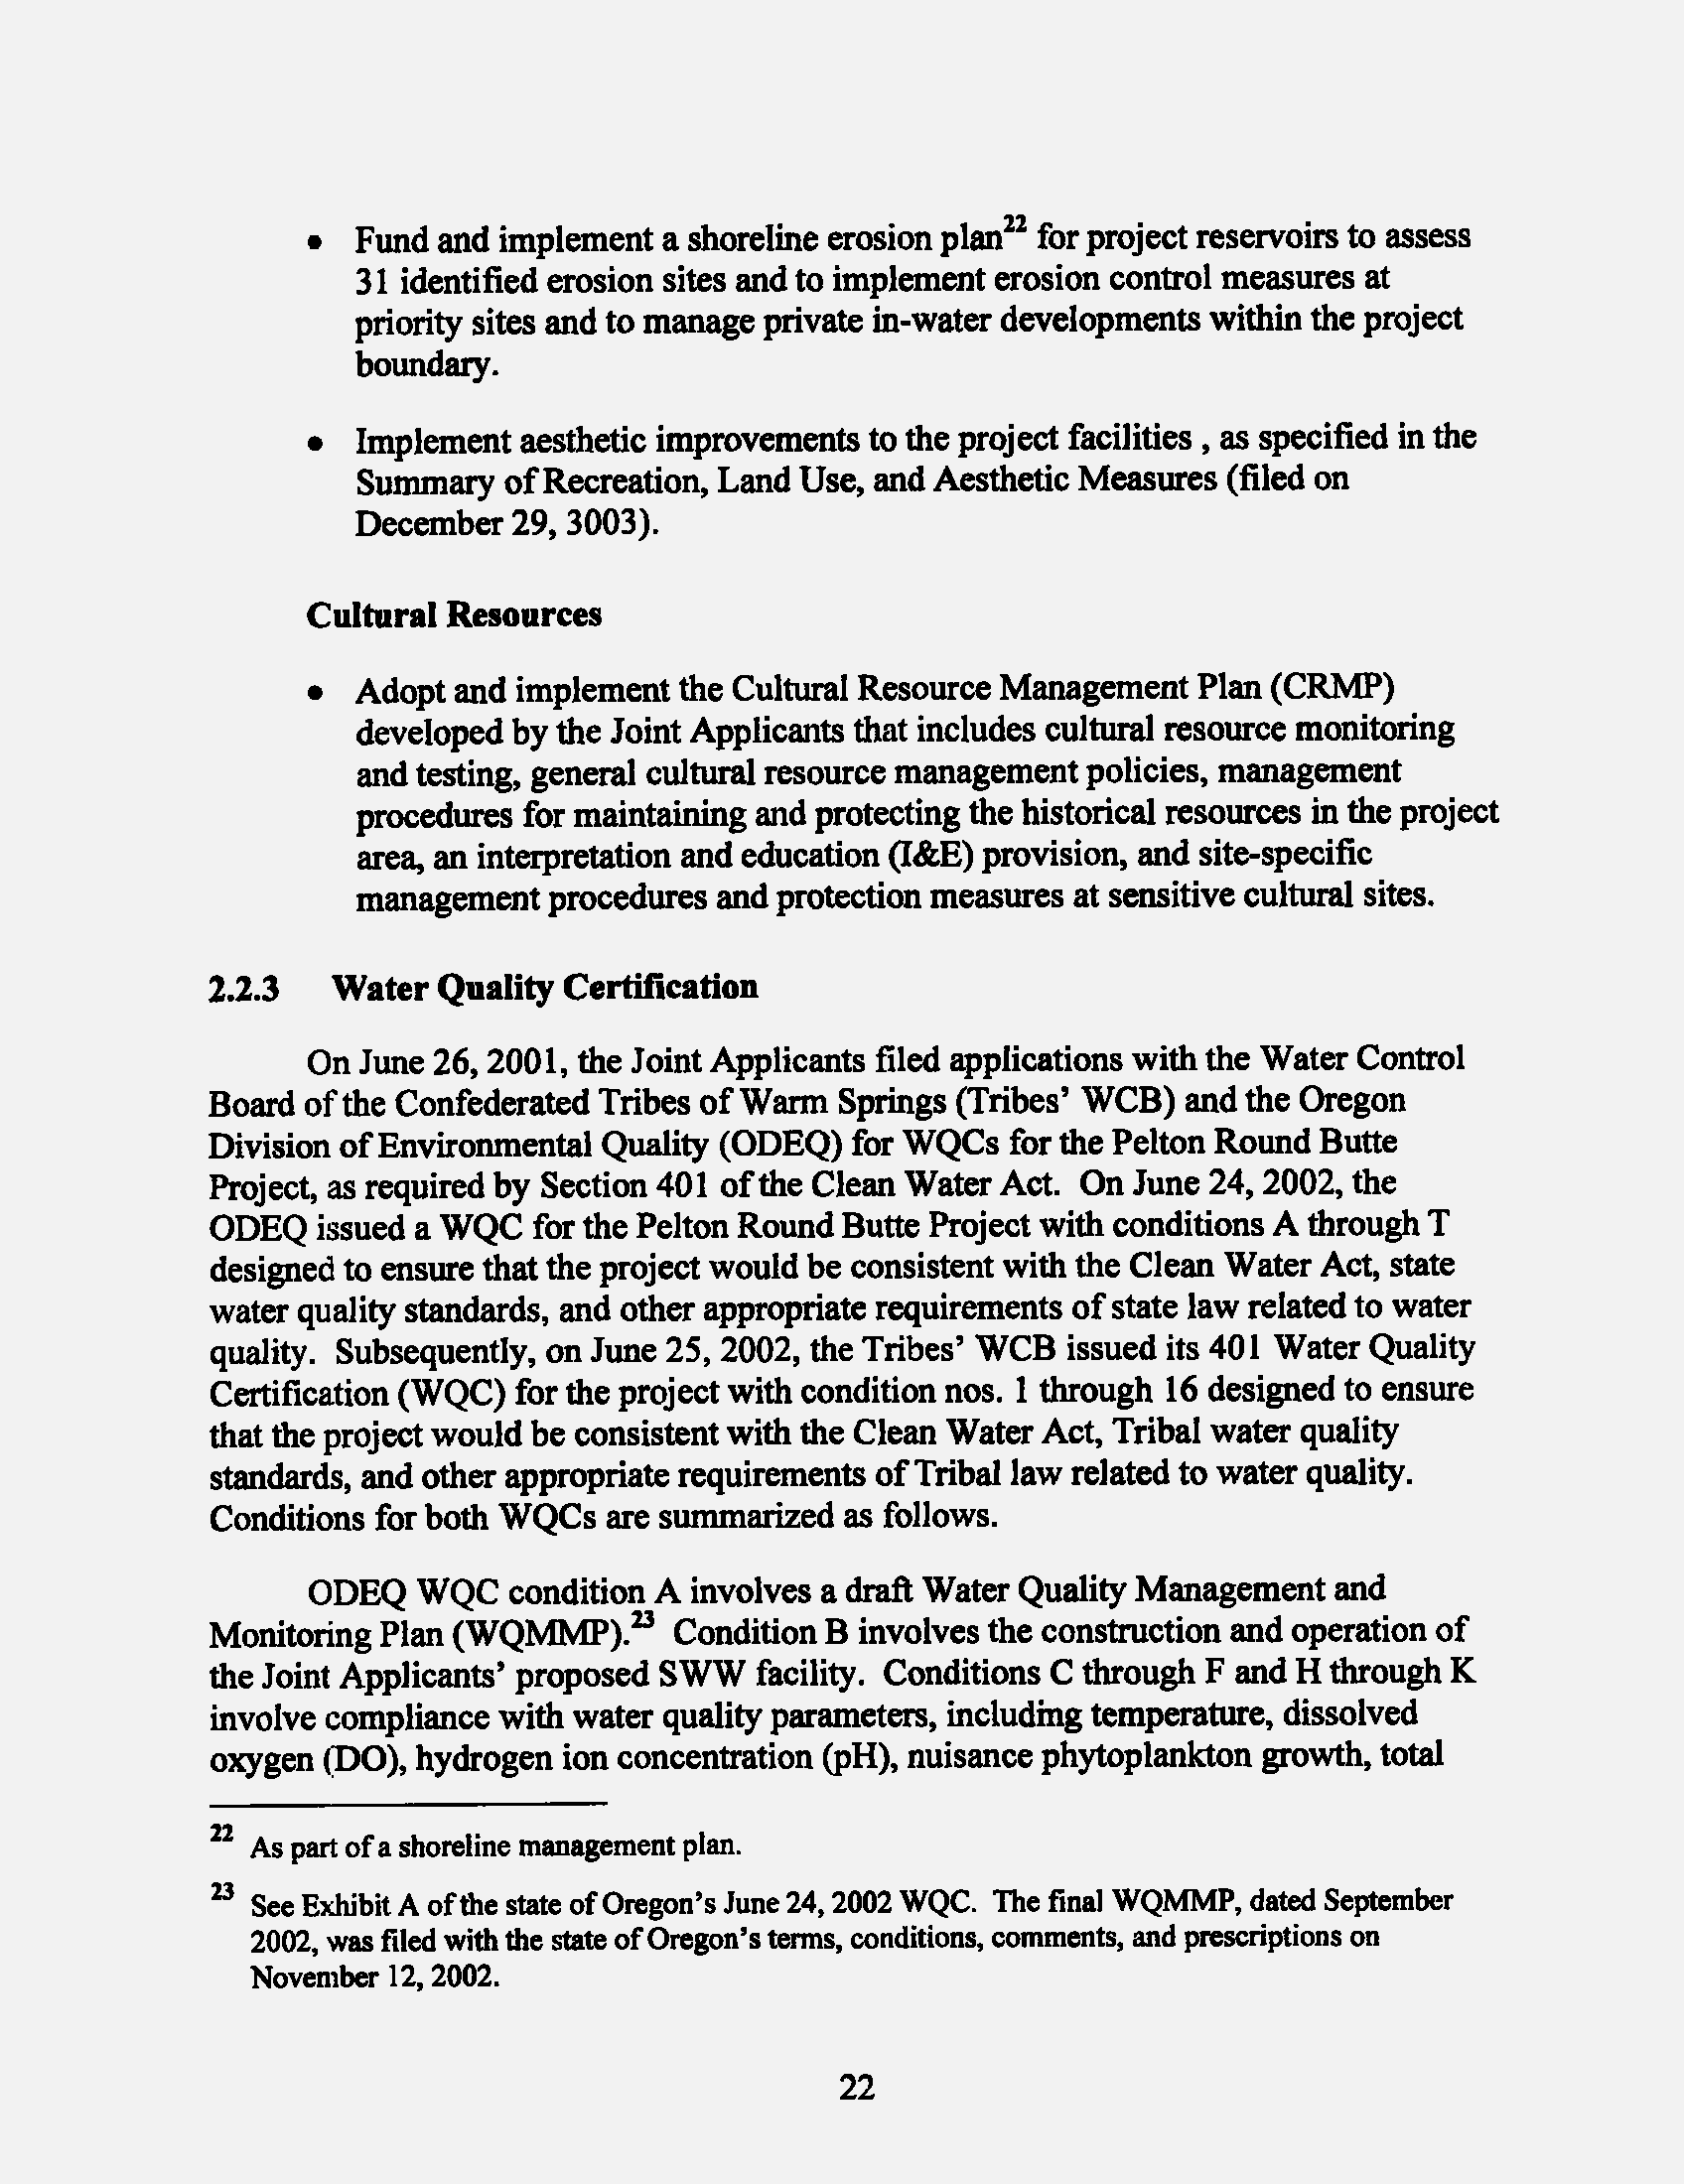 • Fund and implement a shoreline erosion plan22 for project reservoirs to assess
31 identified erosion sites and to implement erosion control measures at
priority sites and to manage private in-water developments within the project
boundary.
• Implement aesthetic improvements to the project facilities , as specified in the
Summary of Recreation, Land Use, and Aesthetic Measures (filed on
December 29, 3003).
Cultural Resources
• Adopt and implement the Cultural Resource Management Plan (CRMP)
developed by the Joint Applicants that includes cultural resource monitoring
and testing, general cultural resource management policies, management
procedures for maintaining and protecting the historical resources in the project
area, an interpretation and education (I&E) provision, and site-specific
management procedures and protection measures at sensitive cultural sites.
2.2.3 Water Quality Certification
On June 26, 2001, the Joint Applicants filed applications with the Water Control
Board of the Confederated Tribes of Warm Springs (Tribes' WCB) and the Oregon
Division of Environmental Quality (ODEQ) for WQCs for the Pelton Round Butte
Project, as required by Section 401 of the Clean Water Act. On June 24, 2002, the
ODEQ issued a WQC for the Pelton Round Butte Project with conditions A through T
designed to ensure that the project would be consistent with the Clean Water Act, state
water quality standards, and other appropriate requirements of state law related to water
quality. Subsequently, on June 25, 2002, the Tribes' WCB issued its 401 Water Quality
Certification (WQC) for the project with condition nos. 1 through 16 designed to ensure
that the project would be consistent with the Clean Water Act, Tribal water quality
standards, and other appropriate requirements of Tribal law related to water quality.
Conditions for both WQCs are summarized as follows.
ODEQ WQC condition A involves a draft Water Quality Management and
Monitoring Plan (WQMMP).23 Condition B involves the construction and operation of
the Joint Applicants' proposed SWW facility. Conditions C through F and H through K
involve compliance with water quality parameters, including temperature, dissolved
oxygen (DO), hydrogen ion concentration (pH), nuisance phytoplankton growth, total
22 As part of a shoreline management plan.
23 See Exhibit A of the state of Oregon's June 24, 2002 WQC. The final WQMMP, dated September
2002, was filed with the state of Oregon's terms, conditions, comments, and prescriptions on
November 12, 2002.
22